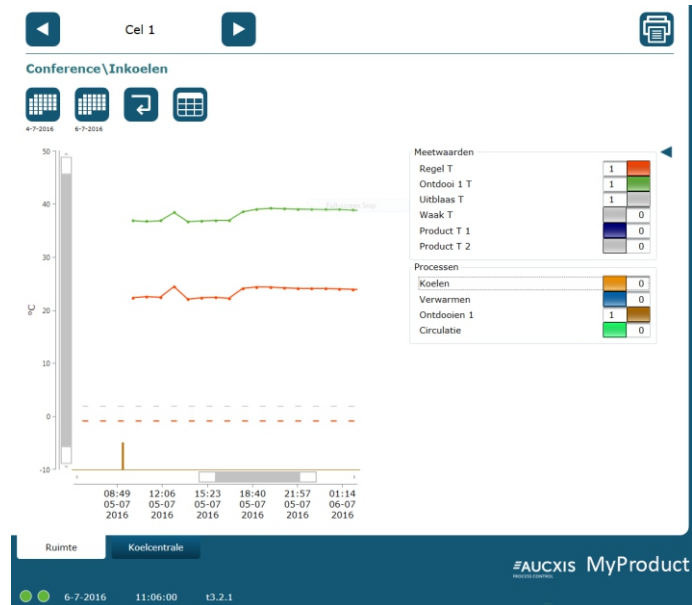 Cel 1
Conference\Inkoelen
4-7-2016 6-7-2016
50
40
30
20
10
0
-10
°C
08:49 12:06 15:23 18:40 21:57 01:14
05-07 05-07 05-07 05-07 05-07 06-07
2016 2016 2016 2016 2016 2016
Meetwaarden
Regel T 1
Ontdooi 1 T 1
Uitblaas T 1
Waak T 0
Product T 1 0
Product T 2 0
Processen
Koelen 0
Verwarmen 0
Ontdooien 1 1
Circulatie 0
Ruimte Koelcentrale
AUCXIS MyProduct
PROCESS CONTROL
6-7-2016 11:06:00 t3.2.1